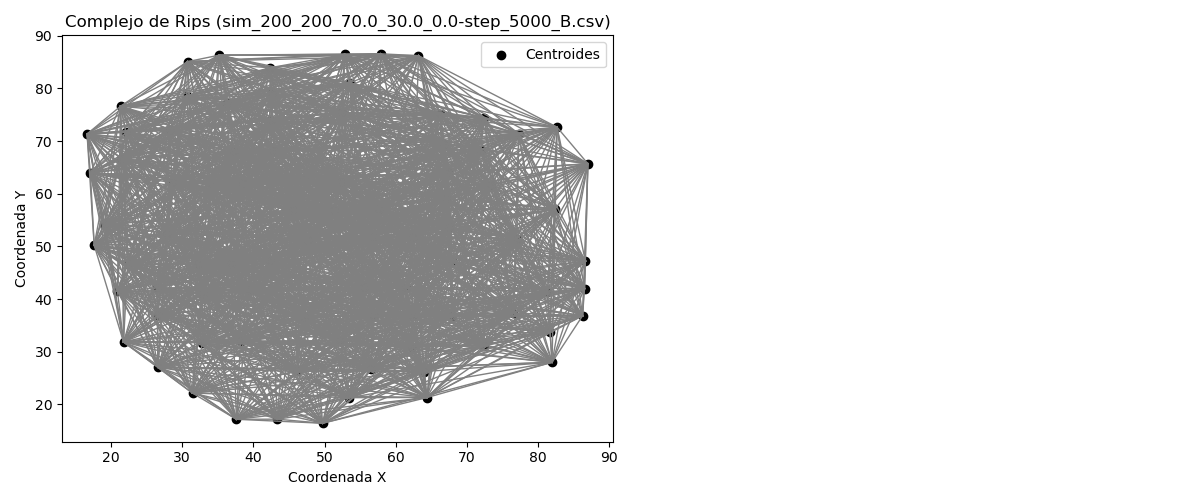 Complejo de Rips (sim_200_200_70.0_30.0_0.0-step_5000_B.csv)
Centroides
90
80
70
60
50
40
30
20
Coordenada Y
20 30 40 50 60 70 80 90
Coordenada X